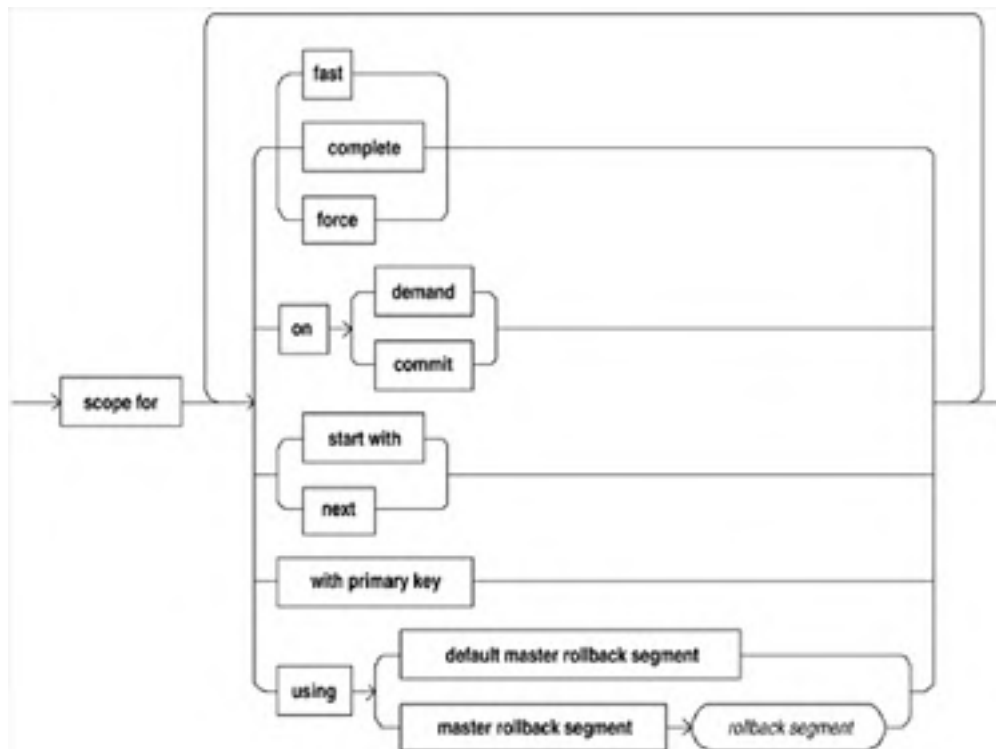 fast
complete
force
demand
on
commit
scope for
start with
next
with primary key
default master rollback segment
using
master rollback segment rollback segment